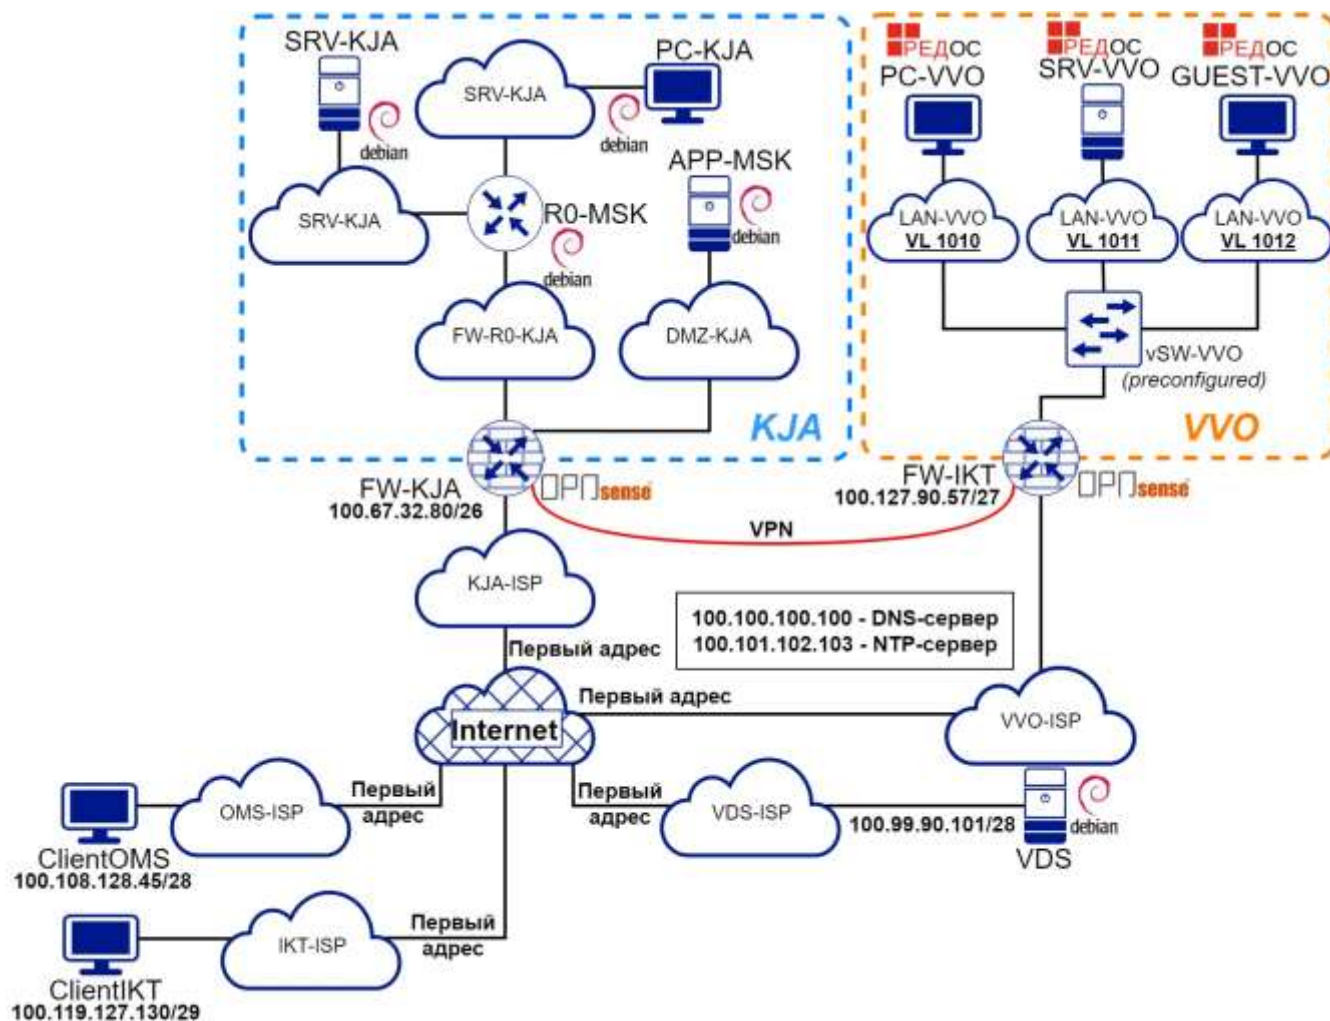 SRV-KJA
debian
SRV-KJA
PC-KJA
debian
SRV-KJA
R0-MSK
debian
APP-MSK
debian
FW-R0-KJA
DMZ-KJA
KJA
РЕДОС
PC-VVO
РЕДОС
SRV-VVO
РЕДОС
GUEST-VVO
LAN-VVO
VL 1010
LAN-VVO
VL 1011
LAN-VVO
VL 1012
vSW-VVO
(preconfigured)
VVO
FW-KJA
100.67.32.80/26
OPNsense
FW-IKT
100.127.90.57/27
OPNsense
VPN
KJA-ISP
100.100.100.100 - DNS-сервер
100.101.102.103 - NTP-сервер
Первый адрес
Первый адрес
Internet
VVO-ISP
Первый
адрес
OMS-ISP
Первый
адрес
VDS-ISP
100.99.90.101/28
debian
VDS
ClientOMS
100.108.128.45/28
Первый
адрес
IKT-ISP
ClientIKT
100.119.127.130/29